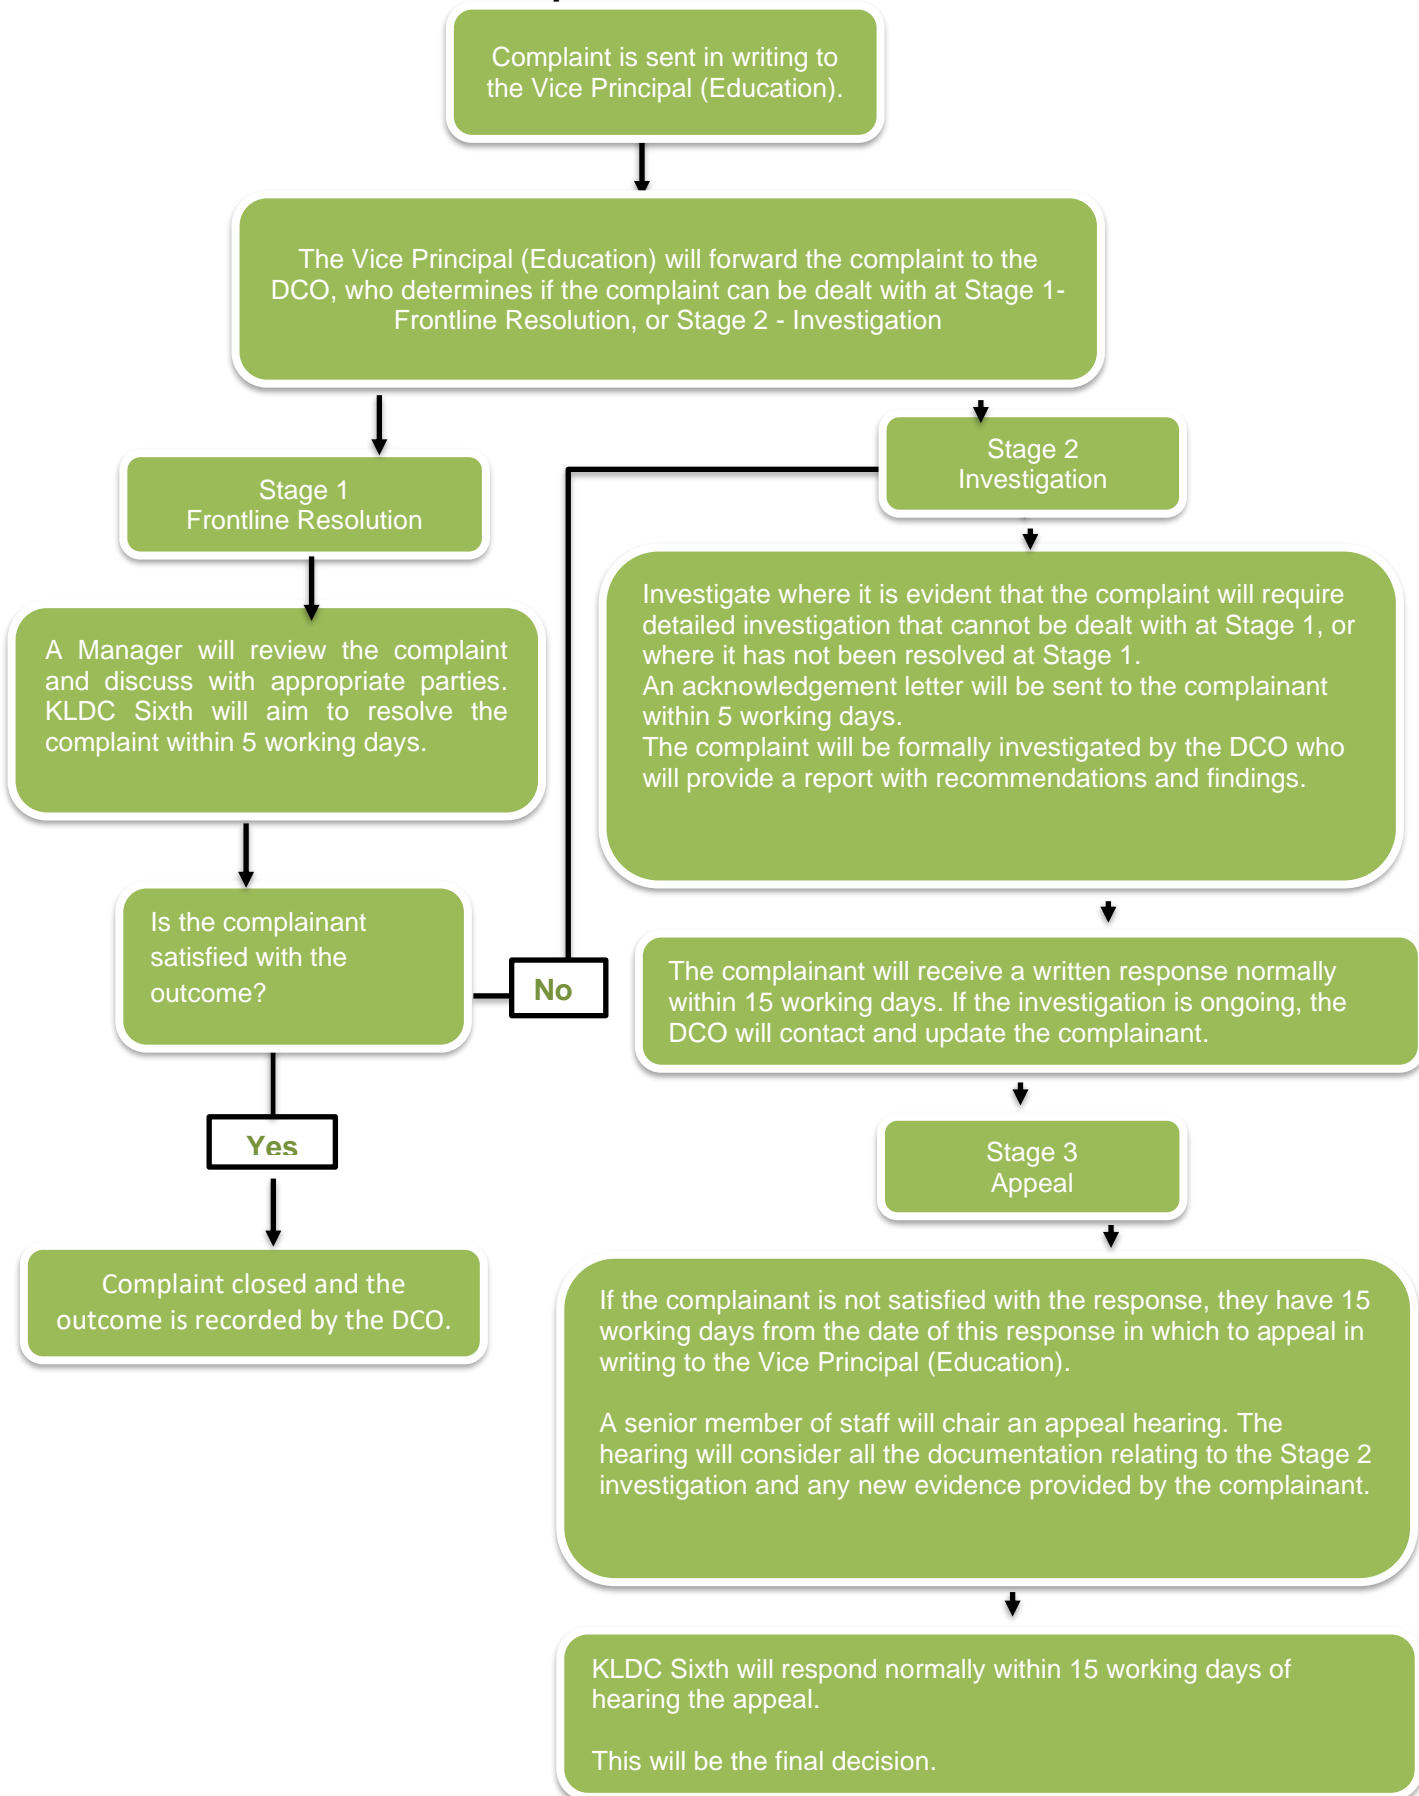 Complaint is sent in writing to
the Vice Principal (Education).
The Vice Principal (Education) will forward the complaint to the
DCO, who determines if the complaint can be dealt with at Stage 1-
Frontline Resolution, or Stage 2 - Investigation
Stage 1
Frontline Resolution
A Manager will review the complaint
and discuss with appropriate parties.
KLDC Sixth will aim to resolve the
complaint within 5 working days.
Is the complainant
satisfied with the
outcome?
No
Yes
Complaint closed and the
outcome is recorded by the DCO.
Stage 2
Investigation
Investigate where it is evident that the complaint will require
detailed investigation that cannot be dealt with at Stage 1, or
where it has not been resolved at Stage 1.
An acknowledgement letter will be sent to the complainant
within 5 working days.
The complaint will be formally investigated by the DCO who
will provide a report with recommendations and findings.
The complainant will receive a written response normally
within 15 working days. If the investigation is ongoing, the
DCO will contact and update the complainant.
Stage 3
Appeal
If the complainant is not satisfied with the response, they have 15
working days from the date of this response in which to appeal in
writing to the Vice Principal (Education).
A senior member of staff will chair an appeal hearing. The
hearing will consider all the documentation relating to the Stage 2
investigation and any new evidence provided by the complainant.
KLDC Sixth will respond normally within 15 working days of
hearing the appeal.
This will be the final decision.